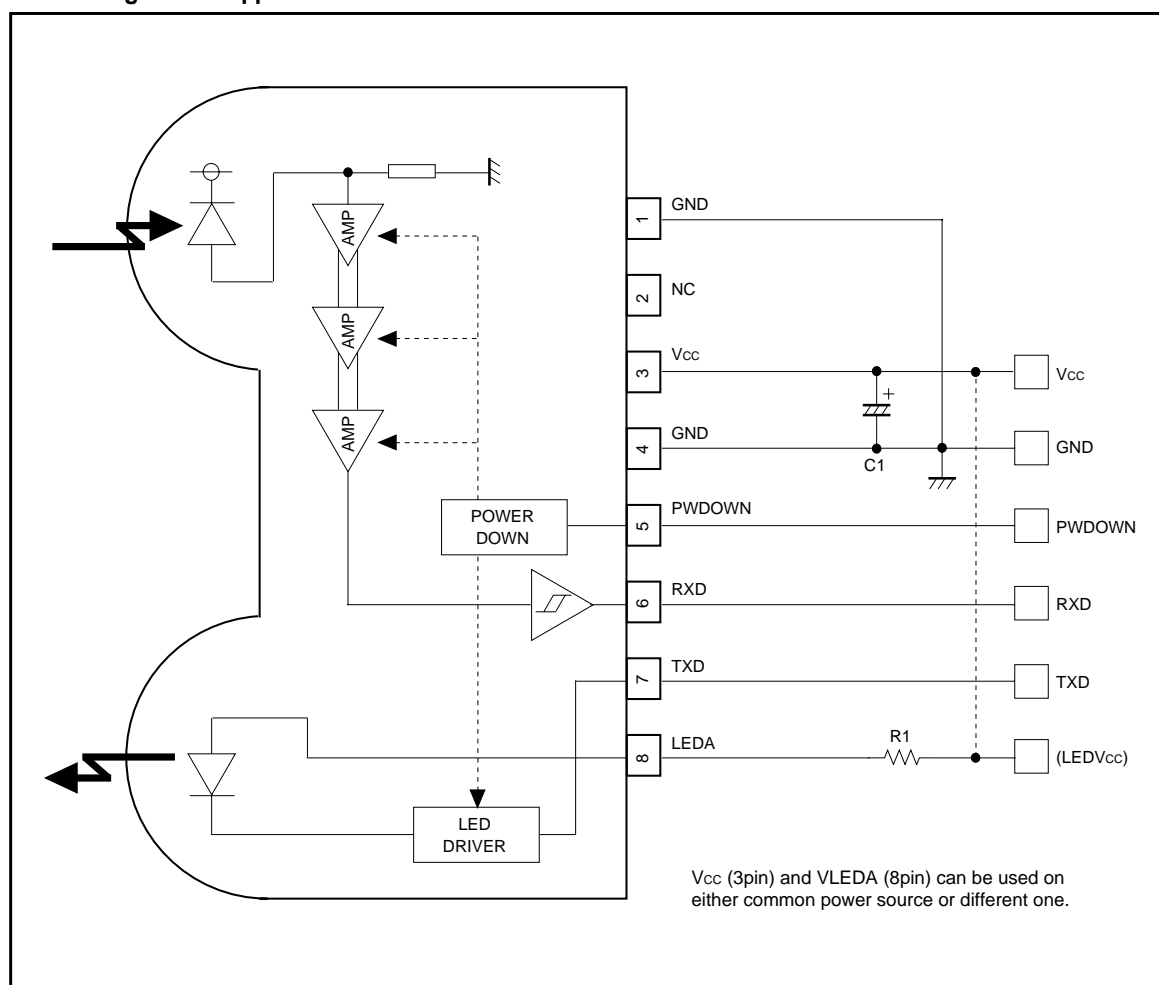 AMP
AMP
AMP
POWER
DOWN
LED
DRIVER
1 GND
2 NC
3 Vcc
4 GND
5 PWDOWN
6 RXD
7 TXD
8 LEDA
+
C1
R1
Vcc
GND
PWDOWN
RXD
TXD
(LEDVcc)
Vcc (3pin) and VLEDA (8pin) can be used on
either common power source or different one.